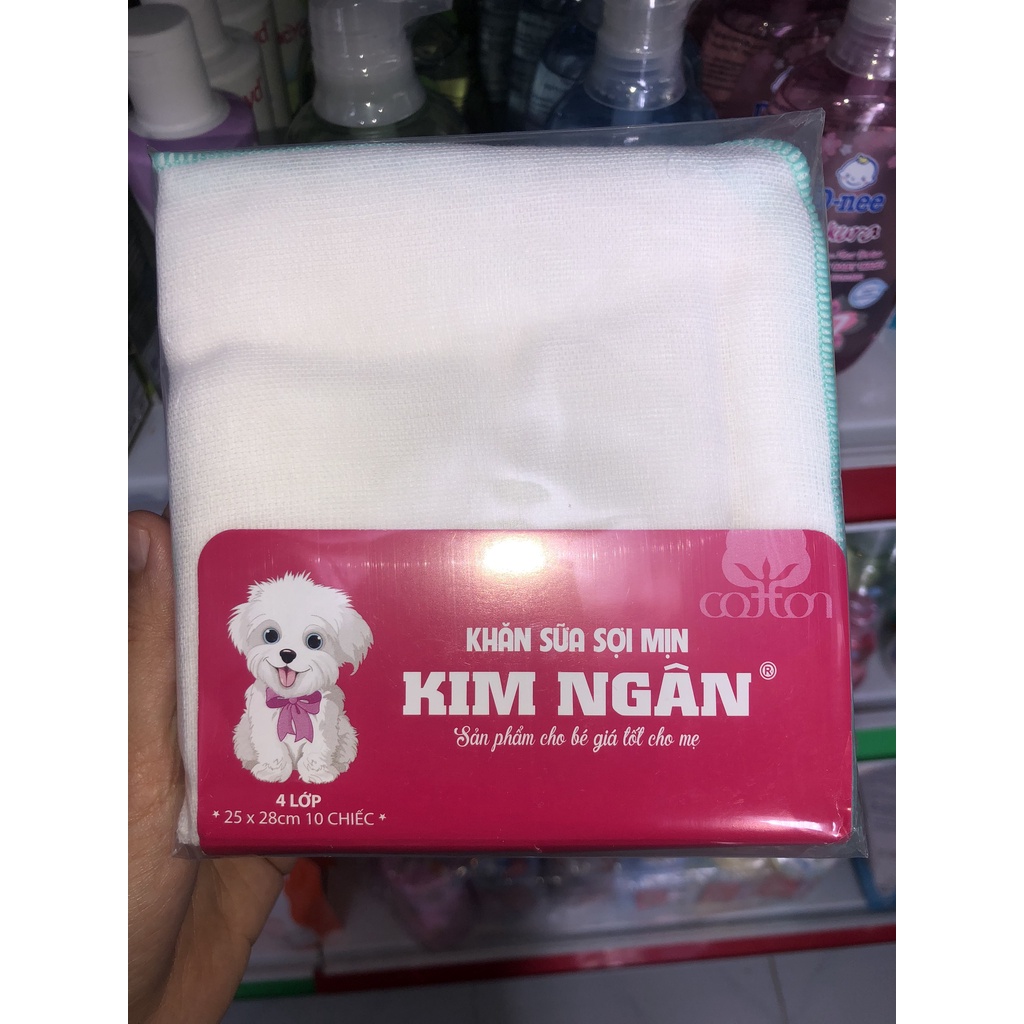 cotton
KHĂN SỮA SỢI MỊN
KIM NGÂN®
Sản phẩm cho bé giá tốt cho mẹ
4 LỚP
* 25 x 28cm 10 CHIẾC *
D-nee